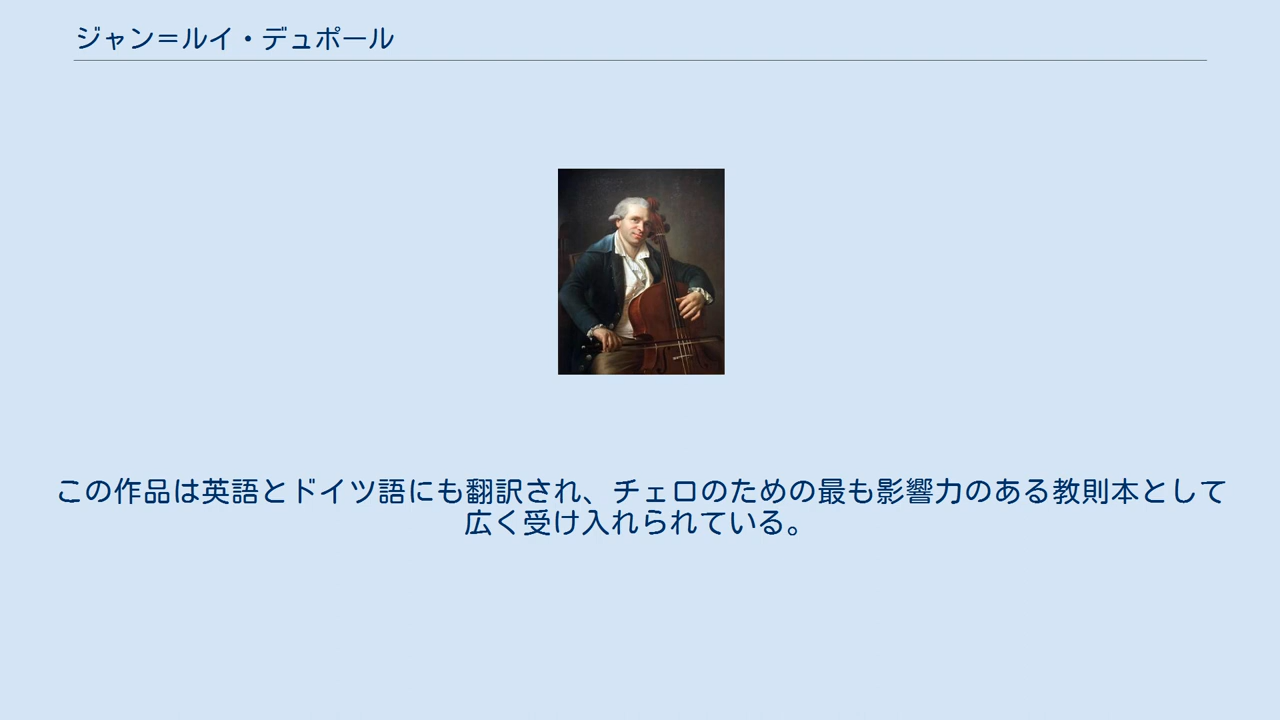 ジャン＝ルイ・デュポール
この作品は英語とドイツ語にも翻訳され、チェロのための最も影響力のある教則本として
広く受け入れられている。